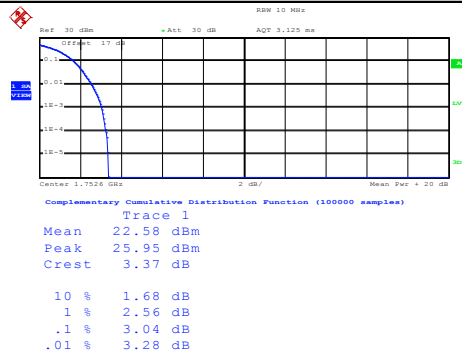 RBW 10 MHz
Ref 30 dBm Att 30 dB AQT 3.125 ms
Offset 17 dB
A
0.1
1 SA
VIEW
0.01
1E-3
LV
1E-4
1E-5
3D
Center 1.7526 GHz 2 dB/ Mean Pwr + 20 dB
Complementary Cumulative Distribution Function (100000 samples)
Trace 1
Mean 22.58 dBm
Peak 25.95 dBm
Crest 3.37 dB
10 % 1.68 dB
1 % 2.56 dB
.1 % 3.04 dB
.01 % 3.28 dB